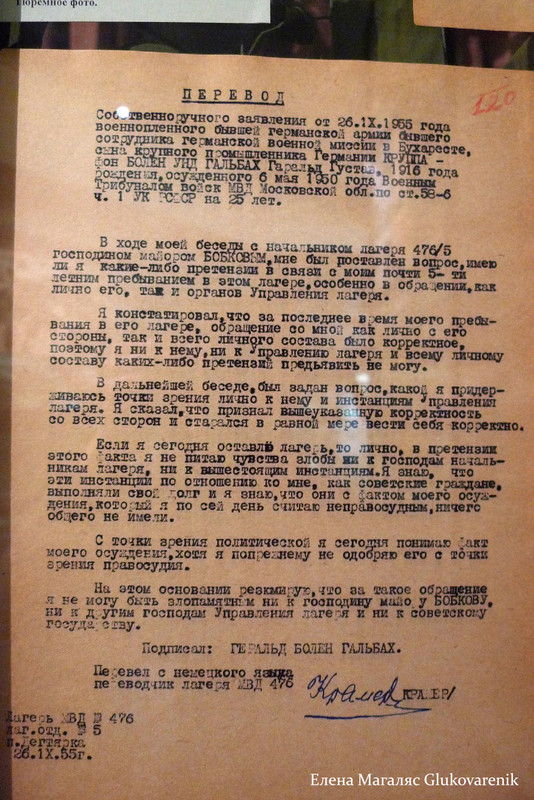 Тюремное фото.
120
ПЕРЕВОД
Собственноручного заявления от 26.IX.1955 года
военнопленного бывшей германской армии бывшего
сотрудника германской военной миссии в Бухаресте,
сына крупного промышленника Германии КРУППА -
фон БОЛЕН УНД ГАЛЬБАХ Гаральд Густав, 1916 года
рождения, осужденного 6 мая 1950 года Военным
Трибуналом войск МВД Московской обл.по ст.58-6
ч. 1 УК РСФСР на 25 лет.
В ходе моей беседы с начальником лагеря 476/5
господином майором БОБКОВЫМ,мне был поставлен вопрос,имею
ли я какие-либо претензии в связи с моим почти 5- ти
летним пребыванием в этом лагере,особенно в обращении,как
лично его, так и органов Управления лагеря.
Я констатировал,что за последнее время моего пребы-
вания в его лагере, обращение со мной как лично с его
стороны, так и всего личного состава было корректное,
поэтому я ни к нему,ни к Управлению лагеря и всему личному
составу каких-либо претензий предъявить не могу.
В дальнейшей беседе,был задан вопрос,какой я придер-
живаюсь точки зрения лично к нему и инстанциям Управления
лагеря. Я сказал,что признал вышеуказанную корректность
со всех сторон и старался в равной мере вести себя корректно.
Если я сегодня оставлю лагерь,то лично, в претензии
этого факта я не питаю чувства злобы ни к господам началь-
никам лагеря, ни к вышестоящим инстанциям.Я знаю, что
эти инстанции по отношению ко мне, как советские граждане,
выполняли свой долг и я знаю,что они с фактом моего осуж-
дения,который я по сей день считаю неправосудным,ничего
общего не имели.
С точки зрения политической я сегодня понимаю факт
моего осуждения,хотя я попрежнему не одобряю его с точки
зрения правосудия.
На этом основании резюмирую,что за такое обращение
я не могу быть злопамятным ни к господину майо у БОБКОВУ,
ни к другим господам Управления лагеря и ни к советскому
государству.
Подписал: ГЕРАЛЬД БОЛЕН ГАЛЬБАХ.
Перевел с немецкого языка
переводчик лагеря МВД 476 Крамер /КРАМЕР/
Лагерь МВД № 476
лаг.отд. № 5
п.Дегтярка
26.IX.55г.
Елена Магаляс Glukovarenik